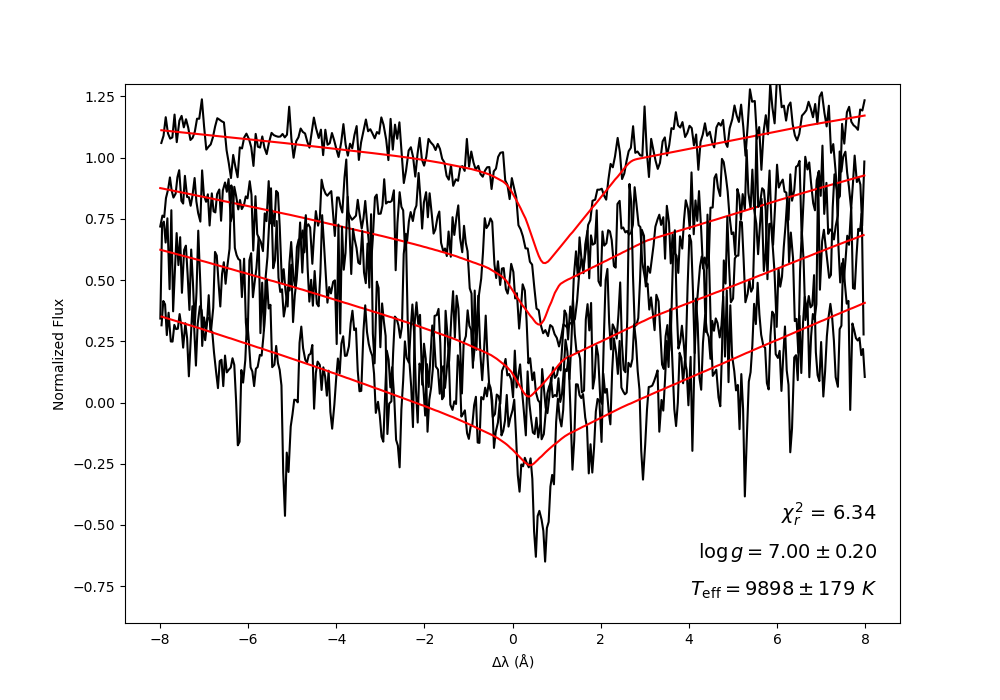 1.25
1.00
0.75
0.50
0.25
0.00
−0.25
−0.50
−0.75
Normalized Flux
χ²ᵣ = 6.34
log g = 7.00 ± 0.20
T_eff = 9898 ± 179 K
−8 −6 −4 −2 0 2 4 6 8
Δλ (Å)